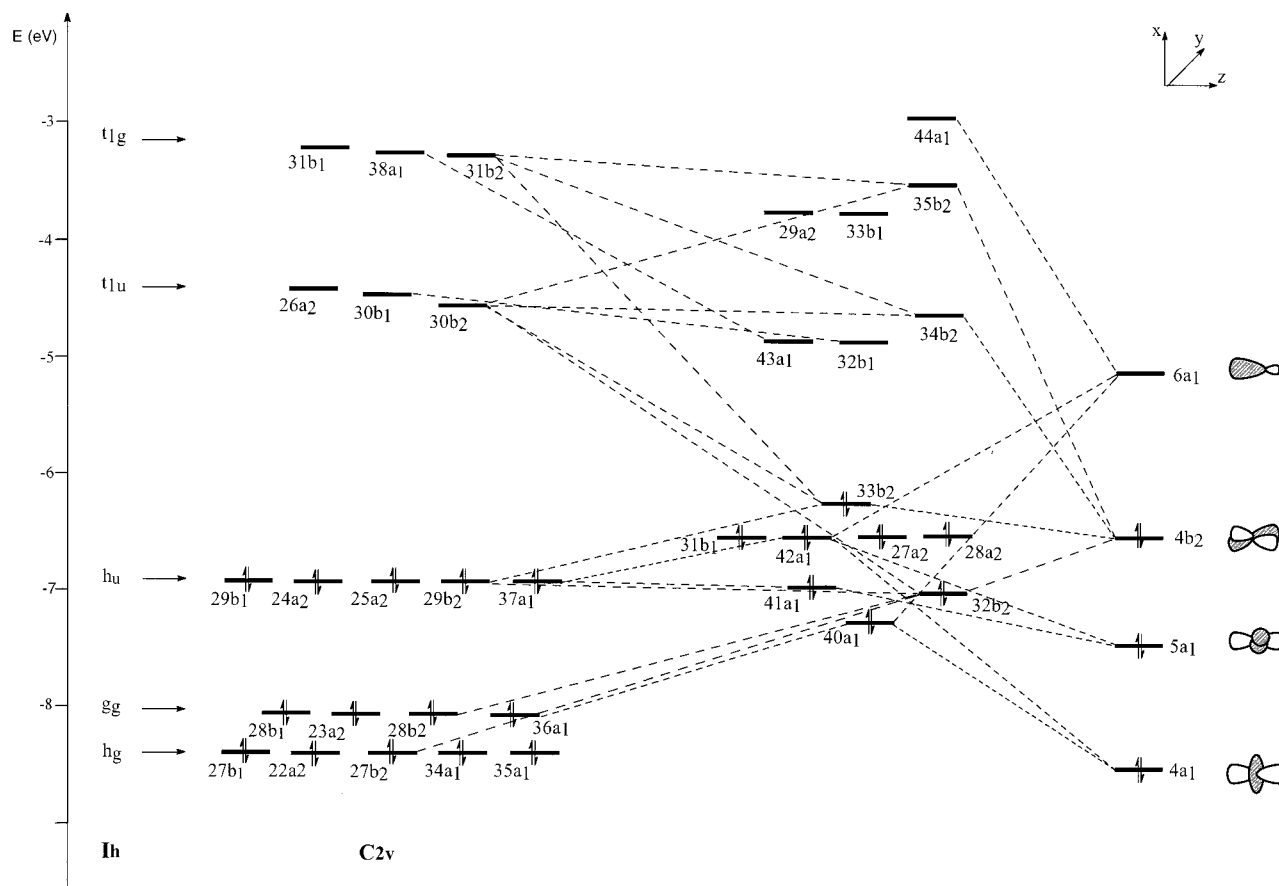 E (eV)
x
y
z
-3
t1g
31b1
38a1
31b2
44a1
35b2
29a2
33b1
-4
t1u
26a2
30b1
30b2
34b2
43a1
32b1
-5
6a1
-6
33b2
31b1
42a1
27a2
28a2
4b2
hu
-7
29b1
24a2
25a2
29b2
37a1
41a1
32b2
40a1
5a1
gg
-8
28b1
23a2
28b2
36a1
hg
27b1
22a2
27b2
34a1
35a1
4a1
Ih
C2v